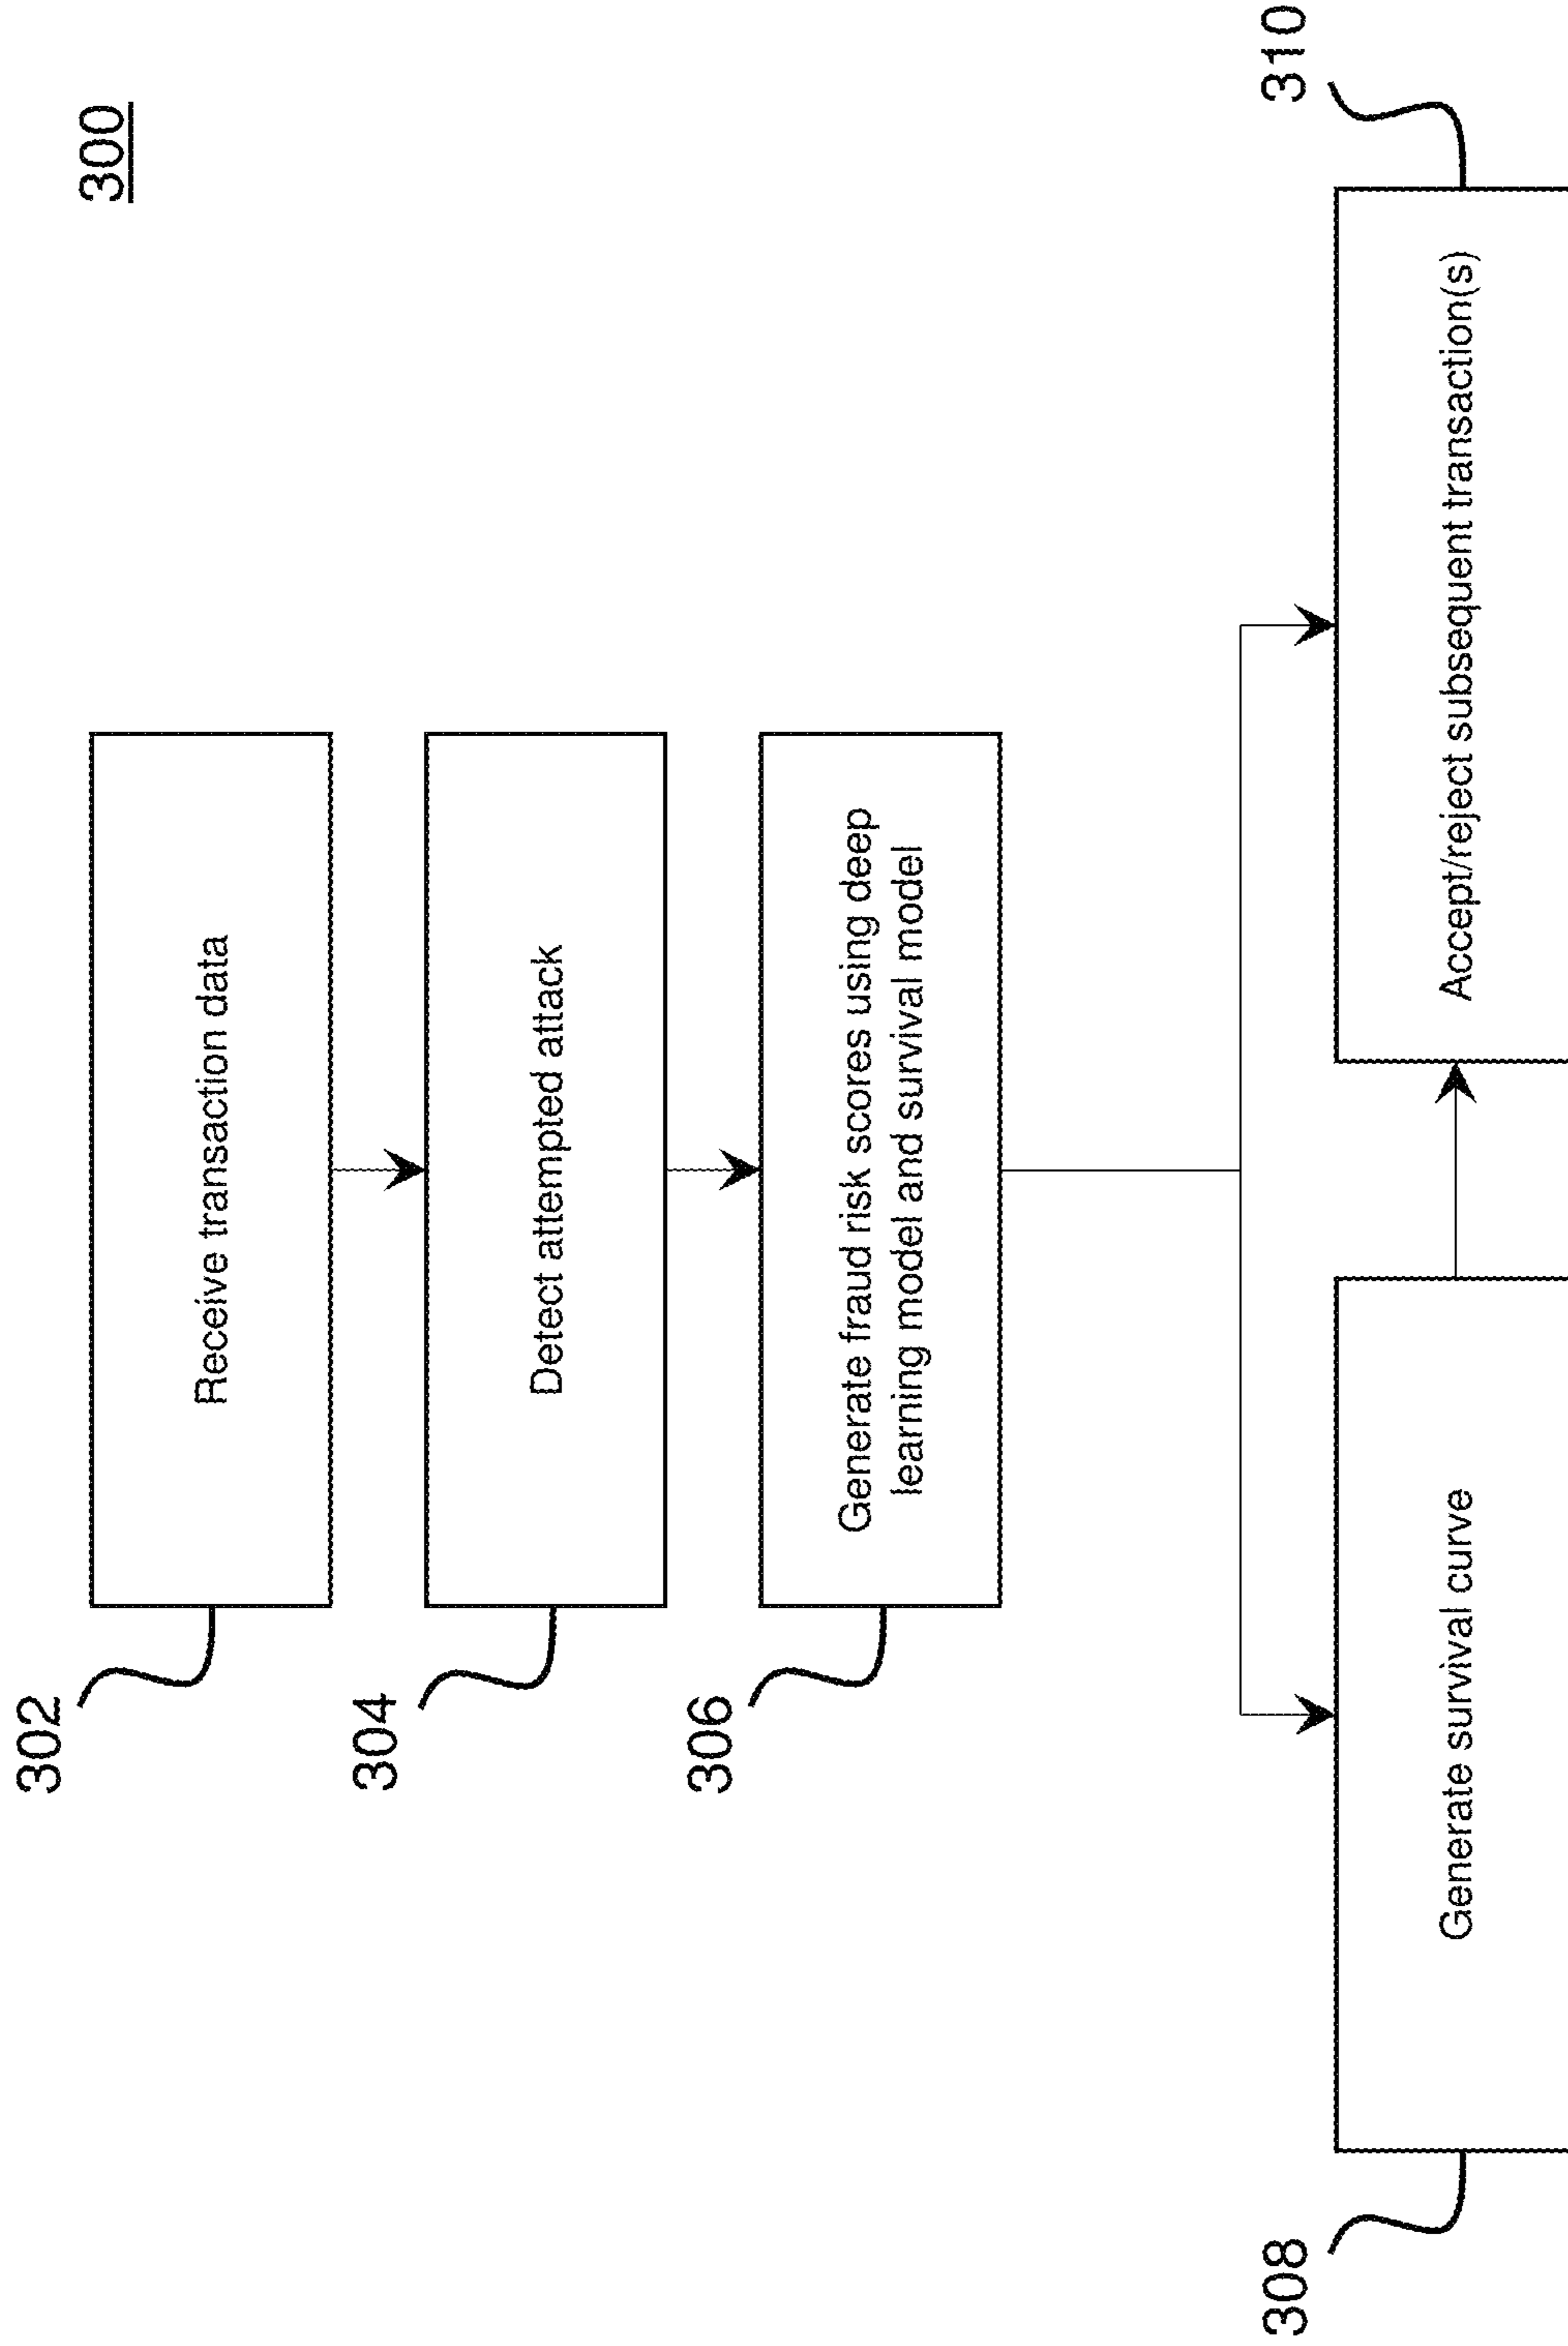 300
302
Receive transaction data
304
Detect attempted attack
306
Generate fraud risk scores using deep
learning model and survival model
308
Generate survival curve
310
Accept/reject subsequent transaction(s)